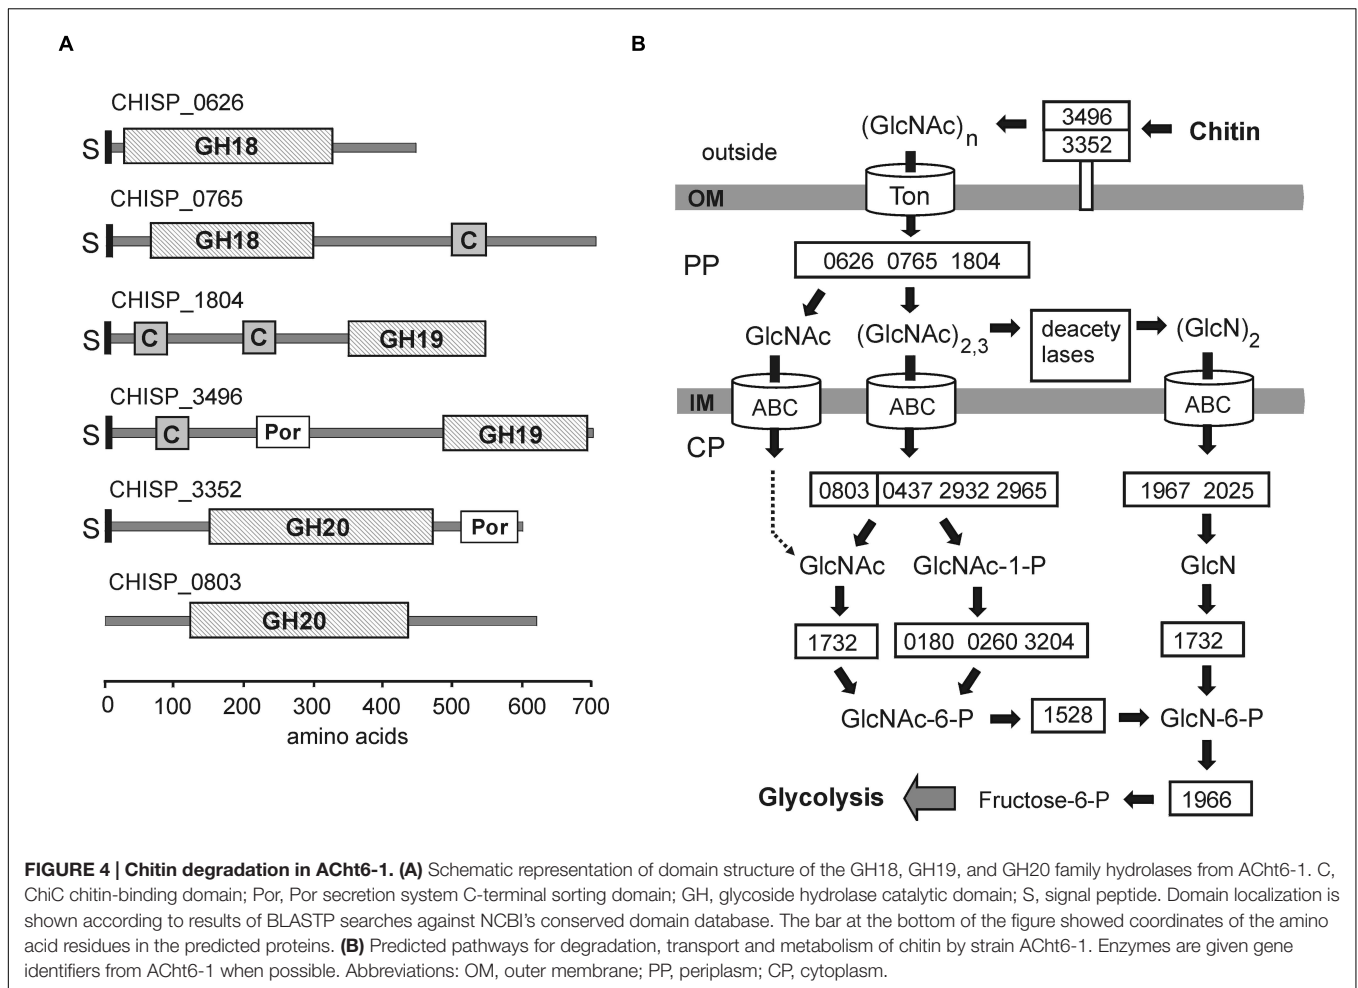 A
CHISP_0626
S
GH18
CHISP_0765
S
GH18
C
CHISP_1804
S
C
C
GH19
CHISP_3496
S
C
Por
GH19
CHISP_3352
S
GH20
Por
CHISP_0803
GH20
0 100 200 300 400 500 600 700
amino acids
B
(GlcNAc)n
3496
3352
Chitin
outside
OM
Ton
PP
0626 0765 1804
GlcNAc
(GlcNAc)2,3
deacety
lases
(GlcN)2
IM
ABC
ABC
ABC
CP
0803
0437 2932 2965
1967 2025
GlcNAc
GlcNAc-1-P
GlcN
1732
0180 0260 3204
1732
GlcNAc-6-P
1528
GlcN-6-P
Glycolysis
Fructose-6-P
1966
FIGURE 4 | Chitin degradation in ACht6-1. (A) Schematic representation of domain structure of the GH18, GH19, and GH20 family hydrolases from ACht6-1. C,
ChiC chitin-binding domain; Por, Por secretion system C-terminal sorting domain; GH, glycoside hydrolase catalytic domain; S, signal peptide. Domain localization is
shown according to results of BLASTP searches against NCBI's conserved domain database. The bar at the bottom of the figure showed coordinates of the amino
acid residues in the predicted proteins. (B) Predicted pathways for degradation, transport and metabolism of chitin by strain ACht6-1. Enzymes are given gene
identifiers from ACht6-1 when possible. Abbreviations: OM, outer membrane; PP, periplasm; CP, cytoplasm.